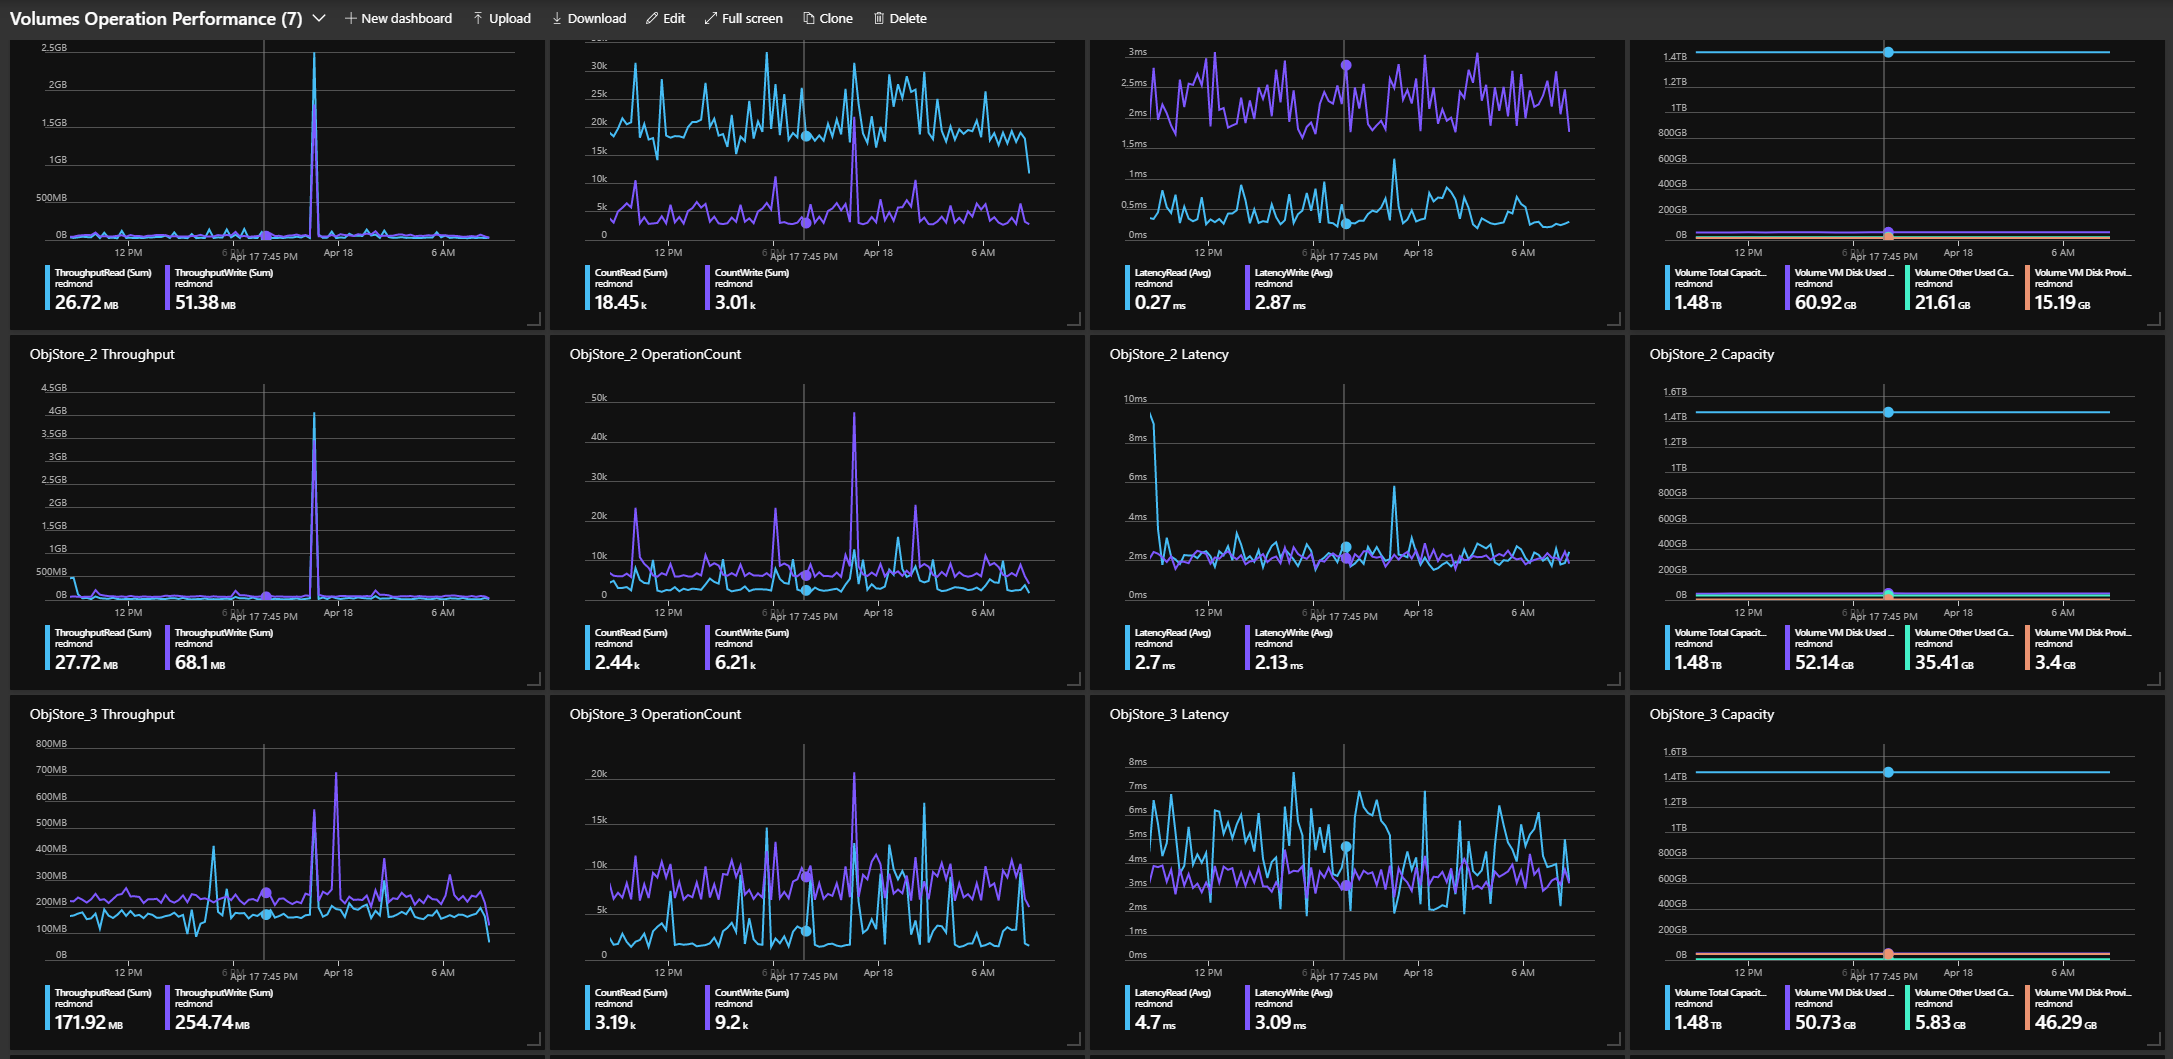 Volumes Operation Performance (7) New dashboard Upload Download Edit Full screen Clone Delete
2.5GB
2GB
1.5GB
1GB
500MB
0B
12 PM Apr 17 7:45 PM Apr 18 6 AM
ThroughputRead (Sum) ThroughputWrite (Sum)
redmond redmond
26.72 MB 51.38 MB
30k
25k
20k
15k
10k
5k
0
12 PM Apr 17 7:45 PM Apr 18 6 AM
CountRead (Sum) CountWrite (Sum)
redmond redmond
18.45 k 3.01 k
3ms
2.5ms
2ms
1.5ms
1ms
0.5ms
0ms
12 PM Apr 17 7:45 PM Apr 18 6 AM
LatencyRead (Avg) LatencyWrite (Avg)
redmond redmond
0.27 ms 2.87 ms
1.4TB
1.2TB
1TB
800GB
600GB
400GB
200GB
0B
12 PM Apr 17 7:45 PM Apr 18 6 AM
Volume Total Capacit... Volume VM Disk Used ... Volume Other Used Ca... Volume VM Disk Provi...
redmond redmond redmond redmond
1.48 TB 60.92 GB 21.61 GB 15.19 GB
ObjStore_2 Throughput
4.5GB
4GB
3.5GB
3GB
2.5GB
2GB
1.5GB
1GB
500MB
0B
12 PM Apr 17 7:45 PM Apr 18 6 AM
ThroughputRead (Sum) ThroughputWrite (Sum)
redmond redmond
27.72 MB 68.1 MB
ObjStore_2 OperationCount
50k
40k
30k
20k
10k
0
12 PM Apr 17 7:45 PM Apr 18 6 AM
CountRead (Sum) CountWrite (Sum)
redmond redmond
2.44 k 6.21 k
ObjStore_2 Latency
10ms
8ms
6ms
4ms
2ms
0ms
12 PM Apr 17 7:45 PM Apr 18 6 AM
LatencyRead (Avg) LatencyWrite (Avg)
redmond redmond
2.7 ms 2.13 ms
ObjStore_2 Capacity
1.6TB
1.4TB
1.2TB
1TB
800GB
600GB
400GB
200GB
0B
12 PM Apr 17 7:45 PM Apr 18 6 AM
Volume Total Capacit... Volume VM Disk Used ... Volume Other Used Ca... Volume VM Disk Provi...
redmond redmond redmond redmond
1.48 TB 52.14 GB 35.41 GB 3.4 GB
ObjStore_3 Throughput
800MB
700MB
600MB
500MB
400MB
300MB
200MB
100MB
0B
12 PM Apr 17 7:45 PM Apr 18 6 AM
ThroughputRead (Sum) ThroughputWrite (Sum)
redmond redmond
171.92 MB 254.74 MB
ObjStore_3 OperationCount
20k
15k
10k
5k
0
12 PM Apr 17 7:45 PM Apr 18 6 AM
CountRead (Sum) CountWrite (Sum)
redmond redmond
3.19 k 9.2 k
ObjStore_3 Latency
8ms
7ms
6ms
5ms
4ms
3ms
2ms
1ms
0ms
12 PM Apr 17 7:45 PM Apr 18 6 AM
LatencyRead (Avg) LatencyWrite (Avg)
redmond redmond
4.7 ms 3.09 ms
ObjStore_3 Capacity
1.6TB
1.4TB
1.2TB
1TB
800GB
600GB
400GB
200GB
0B
12 PM Apr 17 7:45 PM Apr 18 6 AM
Volume Total Capacit... Volume VM Disk Used ... Volume Other Used Ca... Volume VM Disk Provi...
redmond redmond redmond redmond
1.48 TB 50.73 GB 5.83 GB 46.29 GB